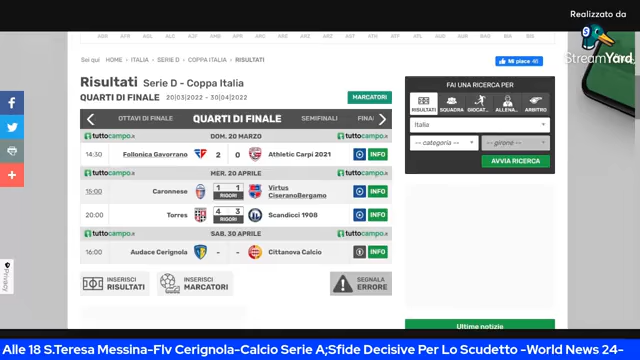 Realizzato da
StreamYard
AGR
Sei qui HOME › ITALIA › SERIE D › COPPA ITALIA › RISULTATI
Mi piace
Risultati Serie D - Coppa Italia
QUARTI DI FINALE 20/03/2022 - 30/04/2022
MARCATORI
OTTAVI DI FINALE QUARTI DI FINALE SEMIFINALI FINA
tuttocampo.it DOM. 20 MARZO
14:30 Follonica Gavorrano 2 0 Athletic Carpi 2021 INFO
tuttocampo.it MER. 20 APRILE
15:00 Caronnese 1 1 RIGORI Virtus CiseranoBergamo INFO
20:00 Torres 4 3 RIGORI Scandicci 1908 INFO
tuttocampo.it SAB. 30 APRILE
16:00 Audace Cerignola - - Cittanova Calcio INFO
INSERISCI RISULTATI
INSERISCI MARCATORI
SEGNALA ERRORE
FAI UNA RICERCA PER
RISULTATI SQUADRA GIOCAT.. ALLENA.. ARBITRO
Italia
-- categoria -- -- girone --
AVVIA RICERCA
Ultime notizie
Privacy
Alle 18 S.Teresa Messina-Flv Cerignola-Calcio Serie A;Sfide Decisive Per Lo Scudetto -World News 24-